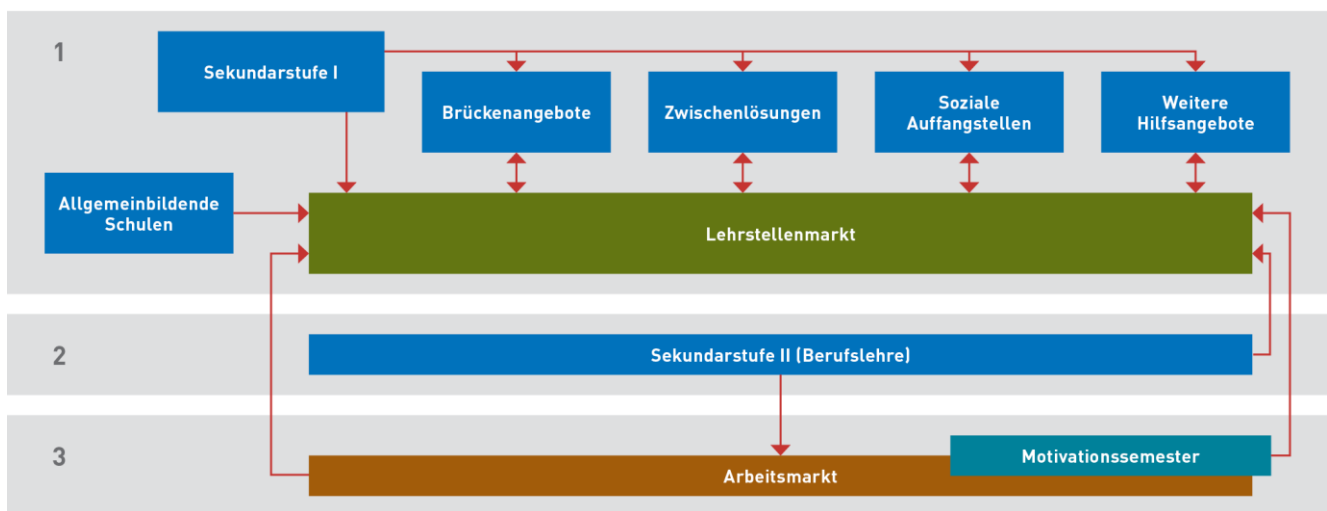 1
Sekundarstufe I
Brückenangebote
Zwischenlösungen
Soziale
Auffangstellen
Weitere
Hilfsangebote
Allgemeinbildende
Schulen
Lehrstellenmarkt
2
Sekundarstufe II (Berufslehre)
3
Motivationssemester
Arbeitsmarkt